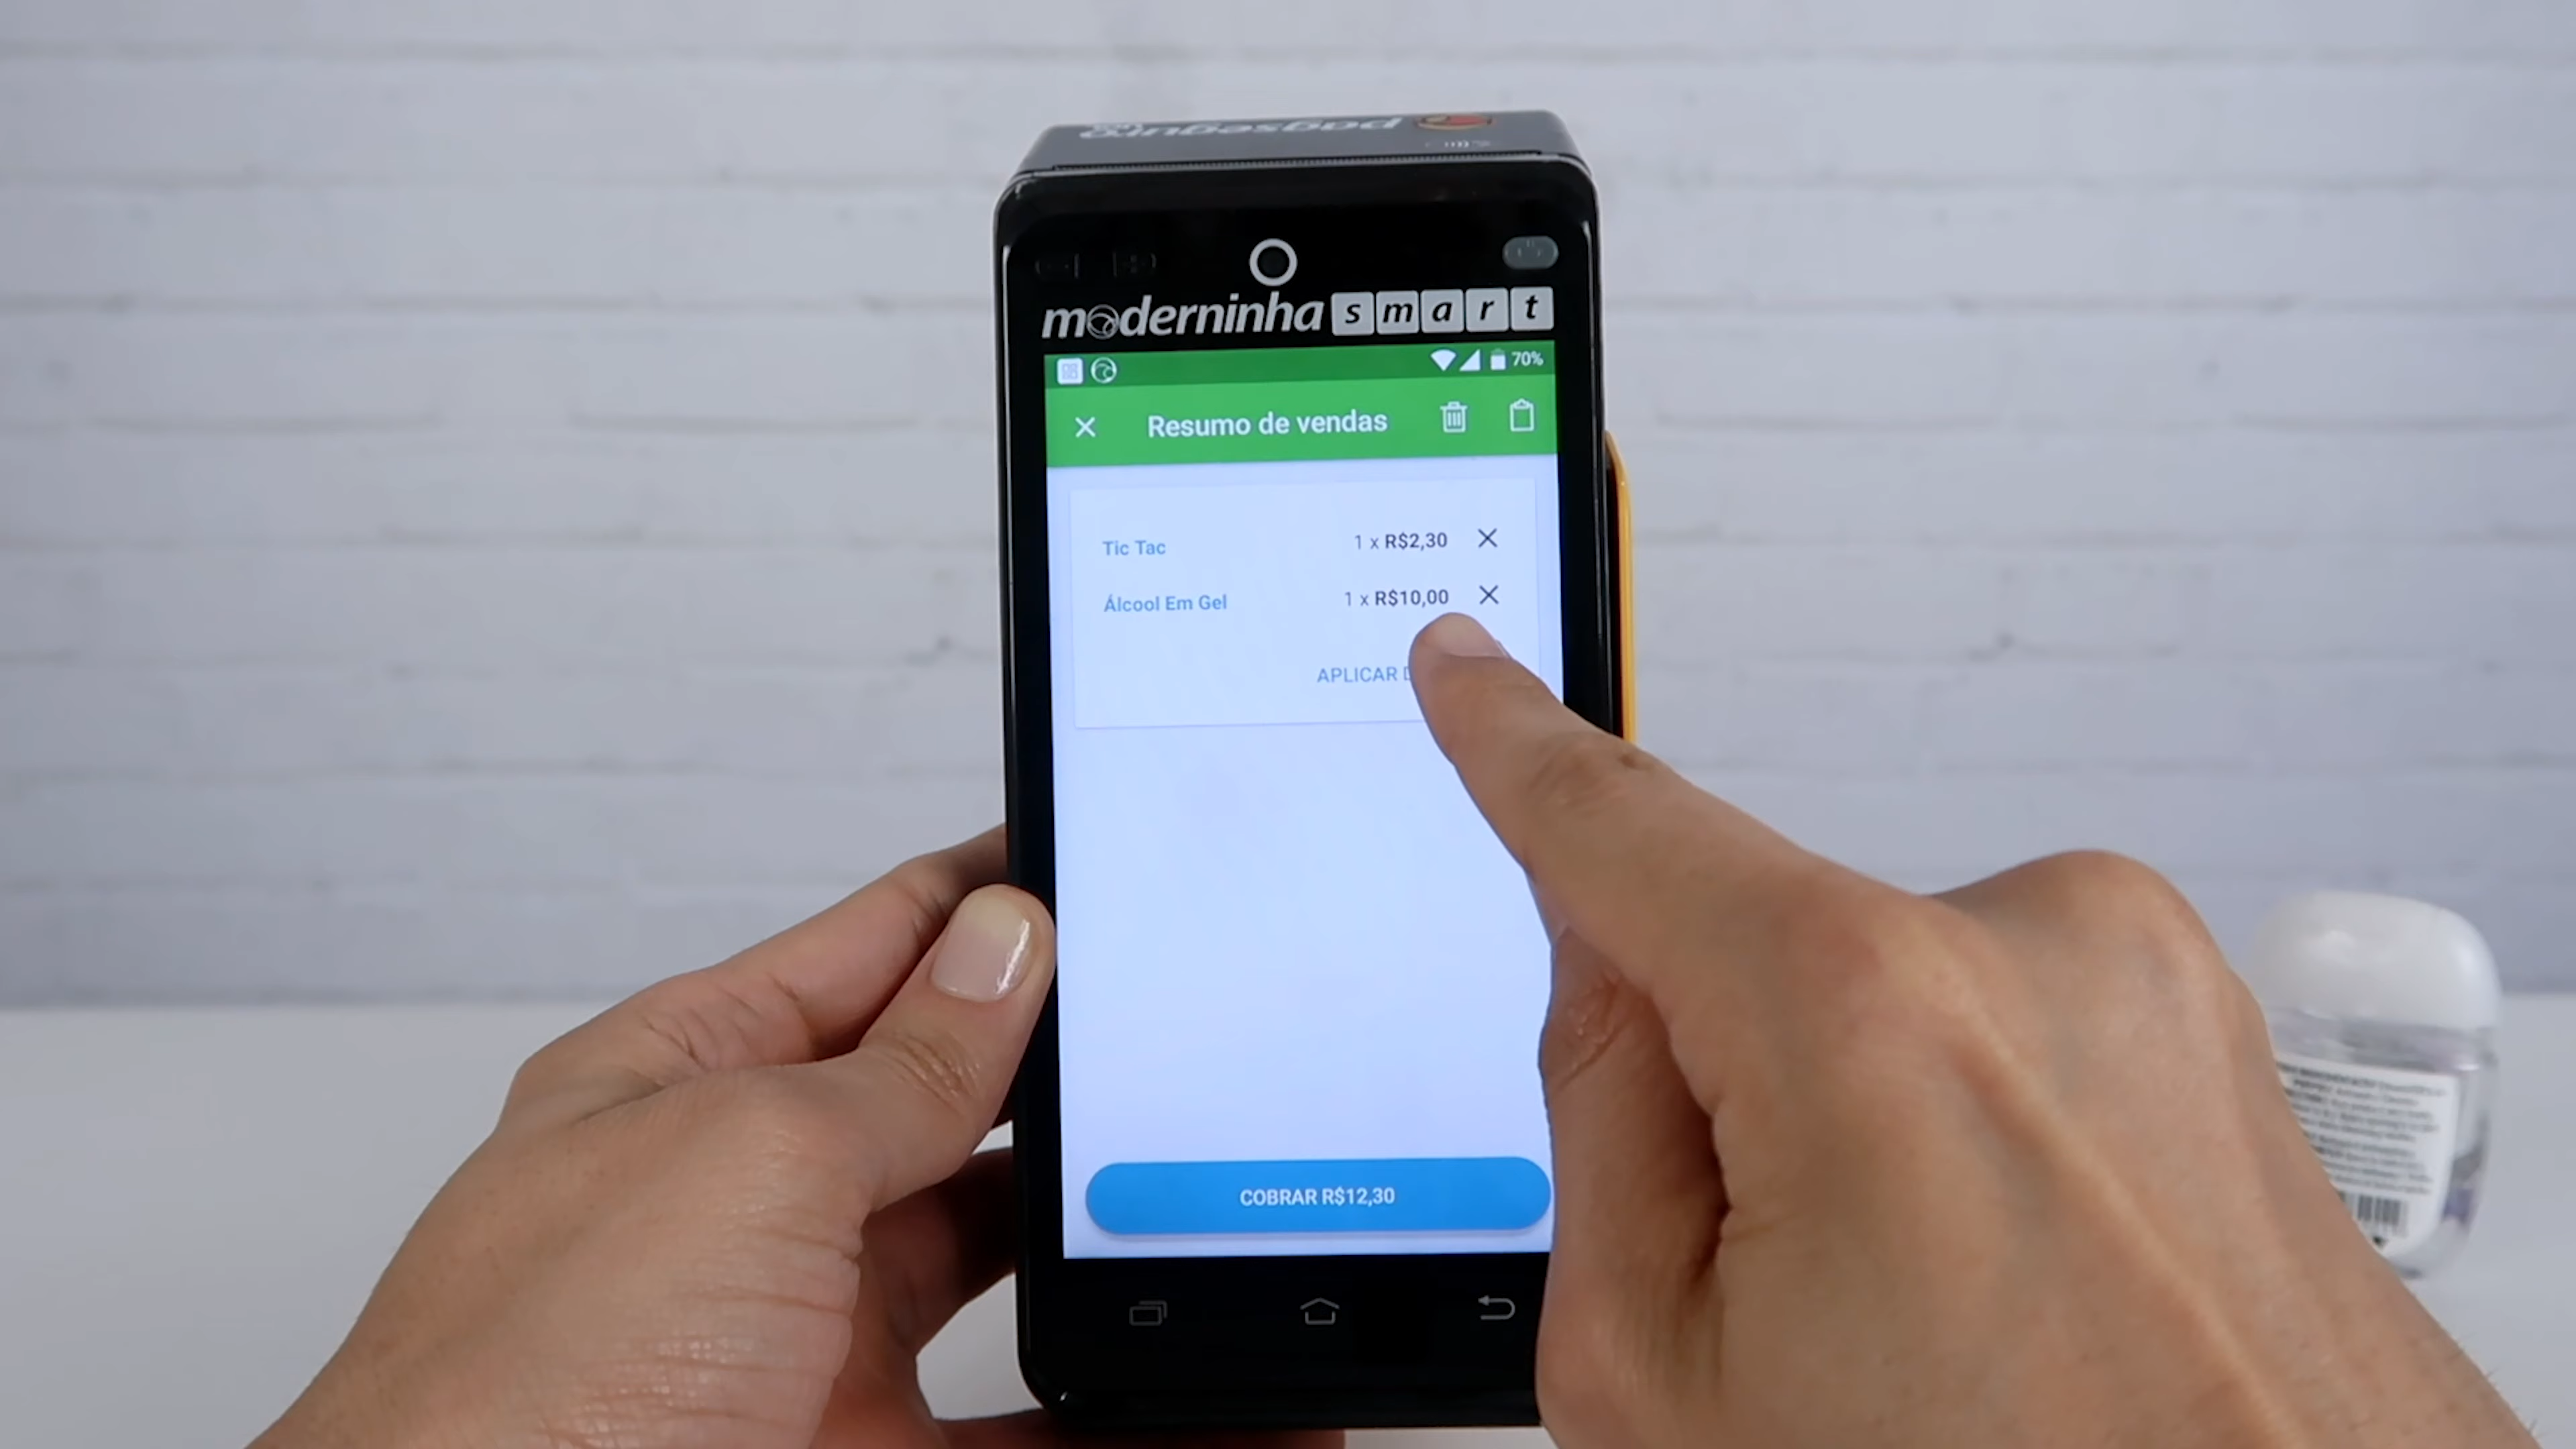 pagseguro
moderninha smart
70%
Resumo de vendas
Tic Tac 1 x R$2,30
Álcool Em Gel 1 x R$10,00
APLICAR
COBRAR R$12,30